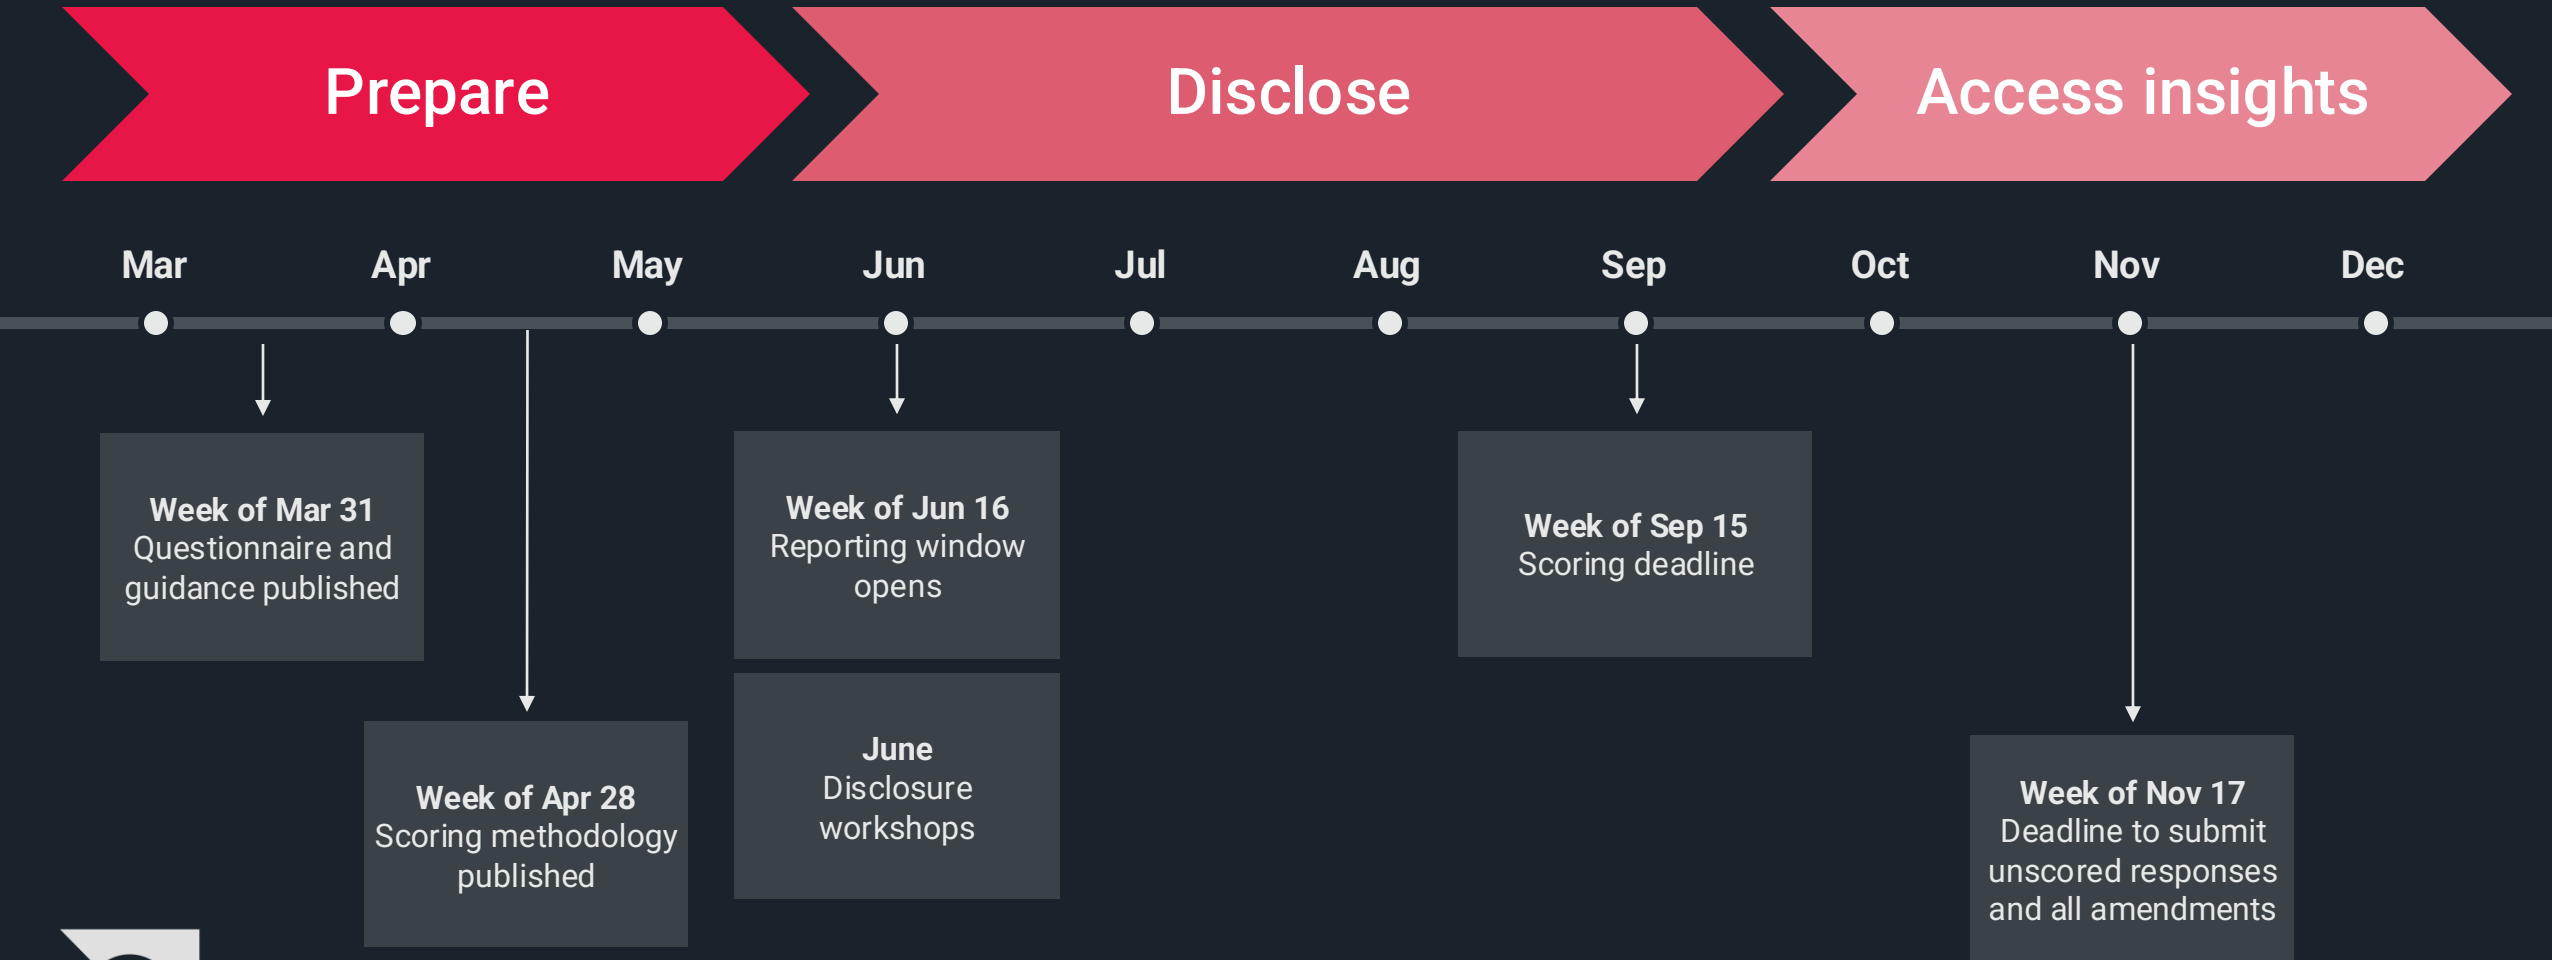 Prepare
Disclose
Access insights
Mar
Apr
May
Jun
Jul
Aug
Sep
Oct
Nov
Dec
Week of Mar 31
Questionnaire and
guidance published
Week of Apr 28
Scoring methodology
published
Week of Jun 16
Reporting window
opens
June
Disclosure
workshops
Week of Sep 15
Scoring deadline
Week of Nov 17
Deadline to submit
unscored responses
and all amendments